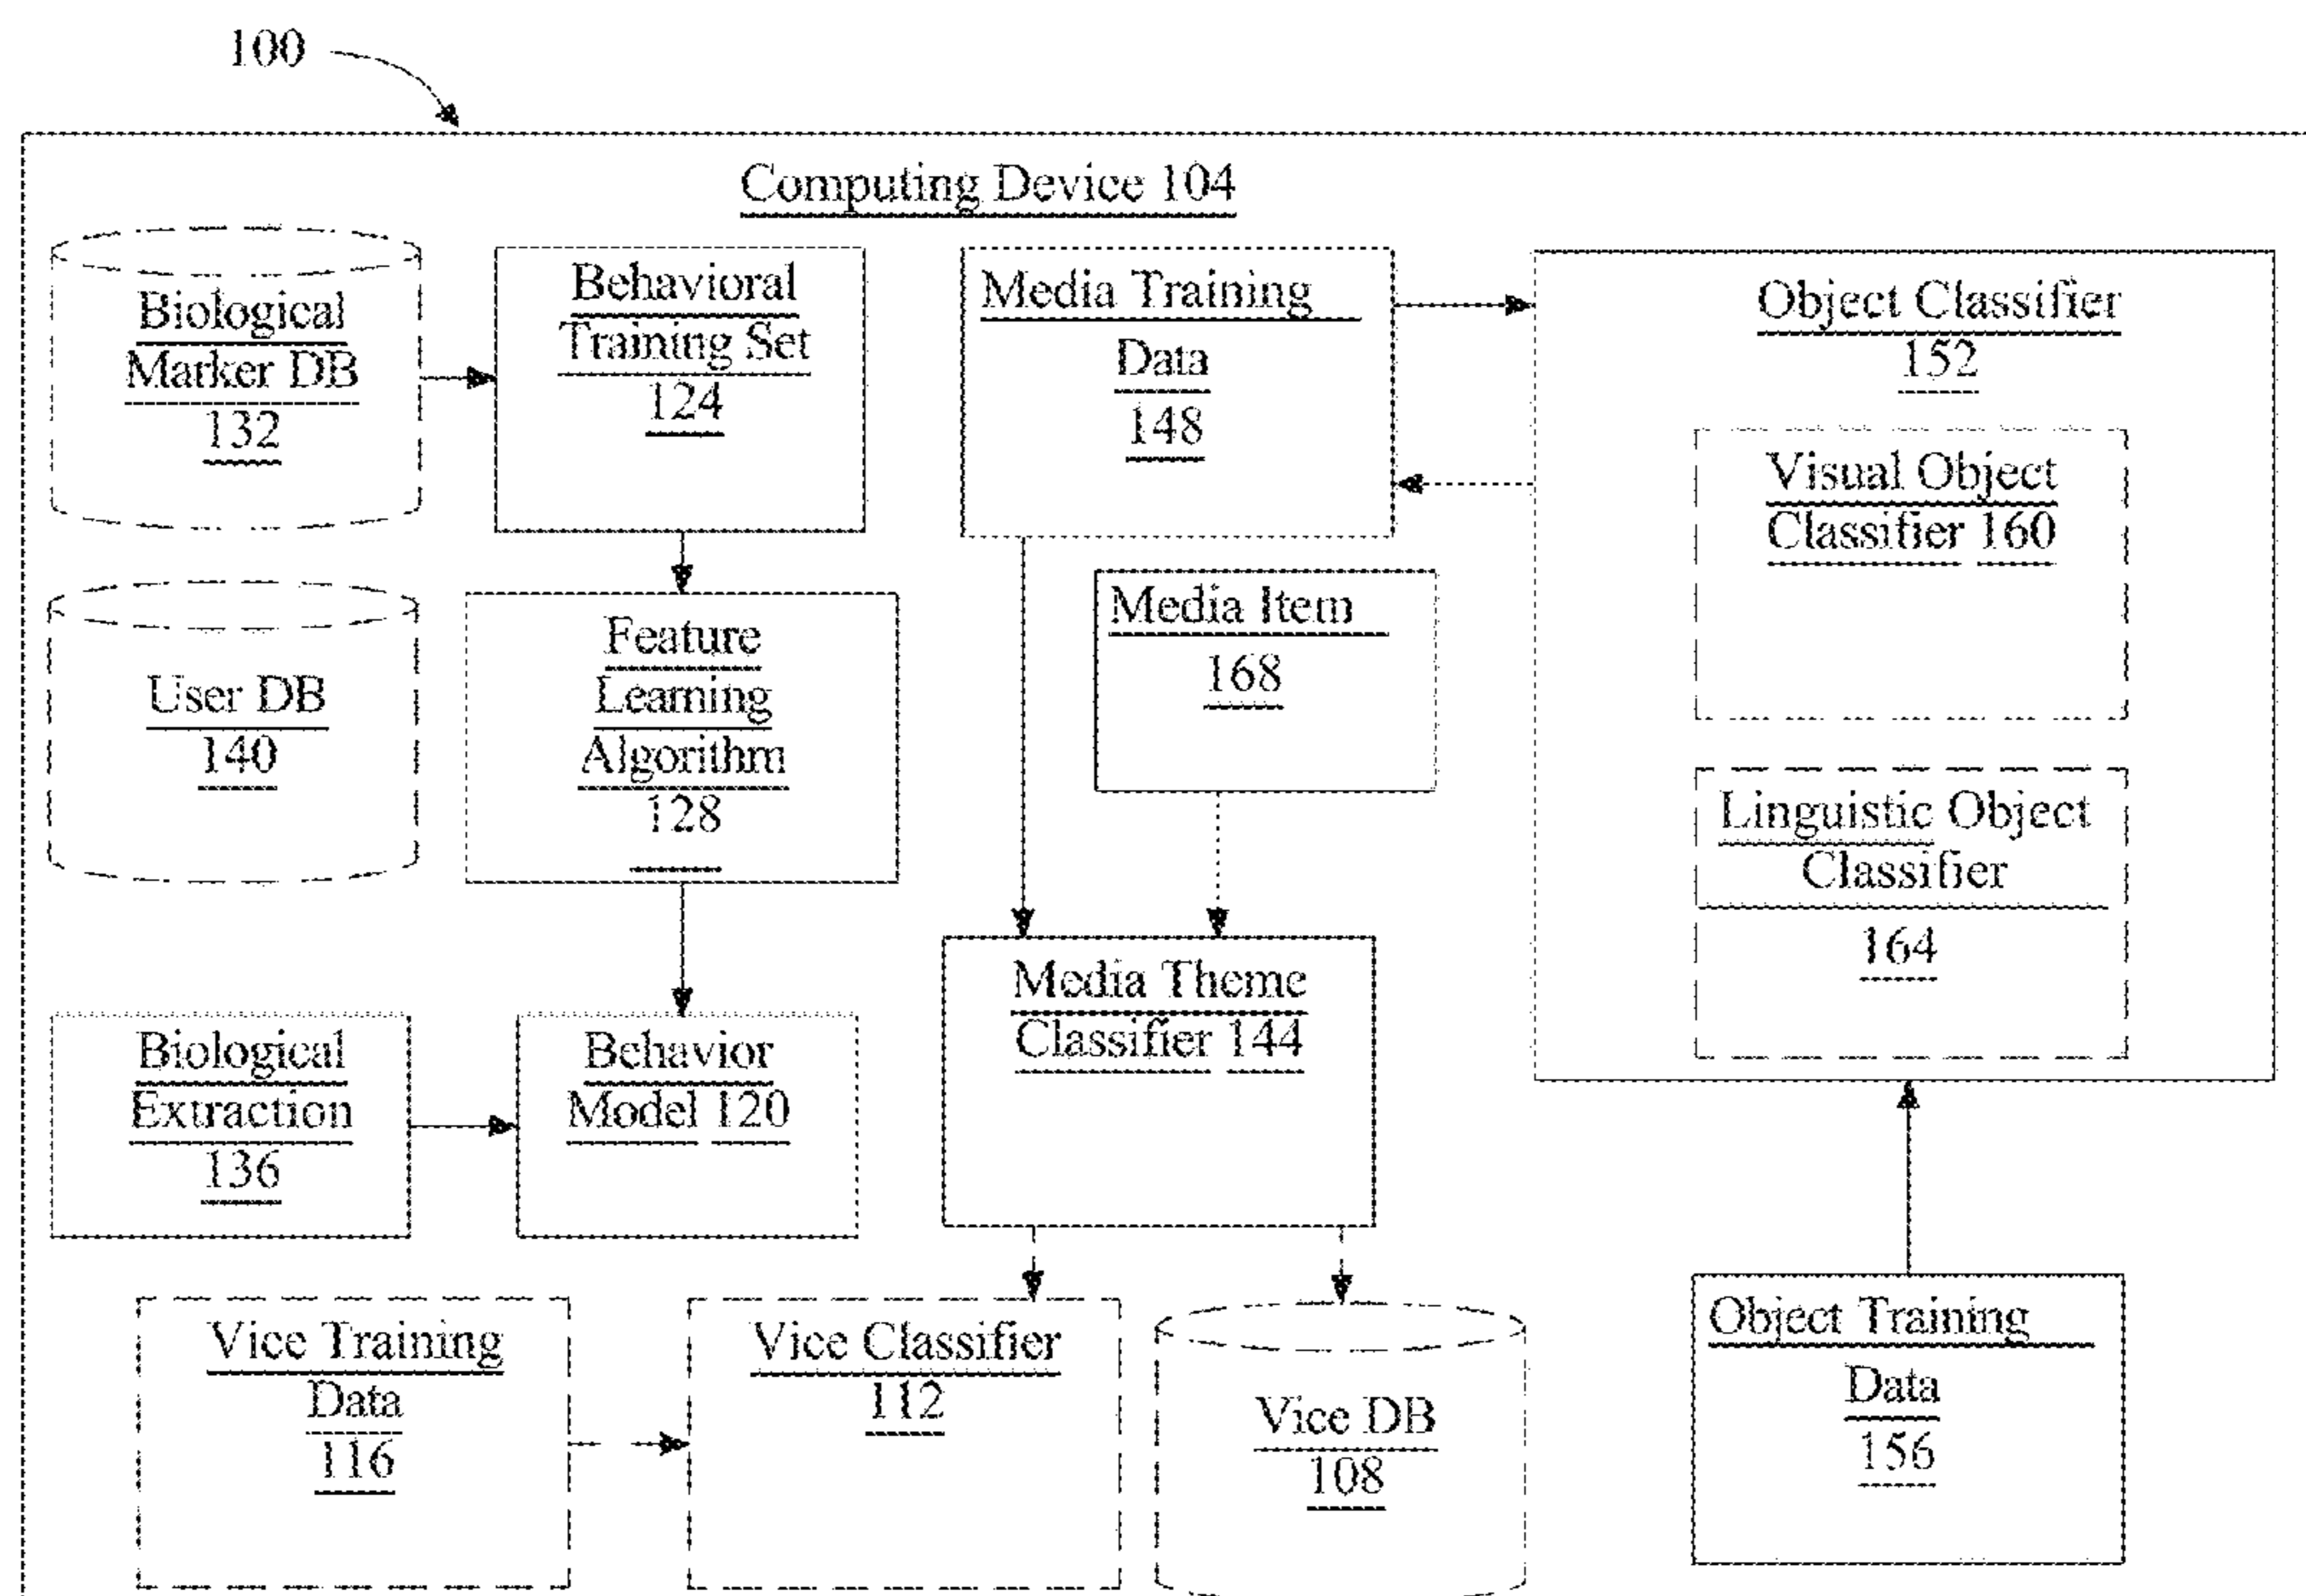 100
Computing Device 104
Biological
Marker DB
132
Behavioral
Training Set
124
Media Training
Data
148
Object Classifier
152
Visual Object
Classifier 160
Linguistic Object
Classifier
164
User DB
140
Feature
Learning
Algorithm
128
Media Item
168
Biological
Extraction
136
Behavior
Model 120
Media Theme
Classifier 144
Vice Training
Data
116
Vice Classifier
112
Vice DB
108
Object Training
Data
156